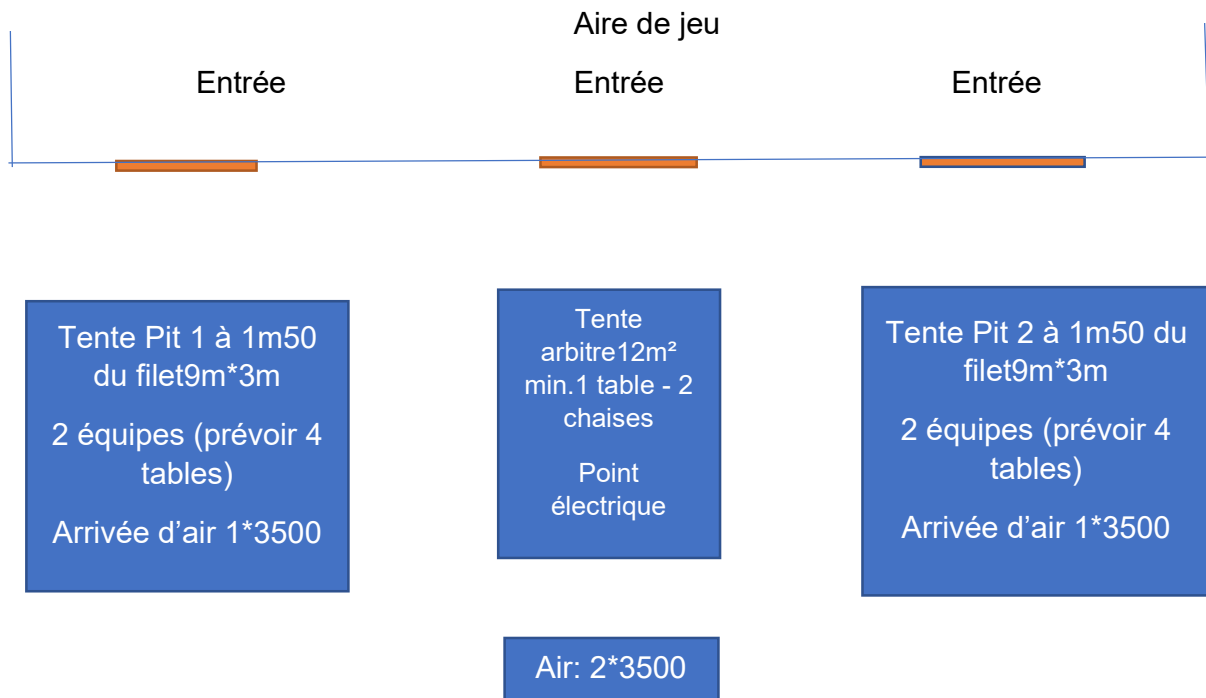 Aire de jeu
Entrée
Entrée
Entrée
Tente Pit 1 à 1m50
du filet9m*3m
2 équipes (prévoir 4
tables)
Arrivée d’air 1*3500
Tente
arbitre12m²
min.1 table - 2
chaises
Point
électrique
Tente Pit 2 à 1m50 du
filet9m*3m
2 équipes (prévoir 4
tables)
Arrivée d’air 1*3500
Air: 2*3500